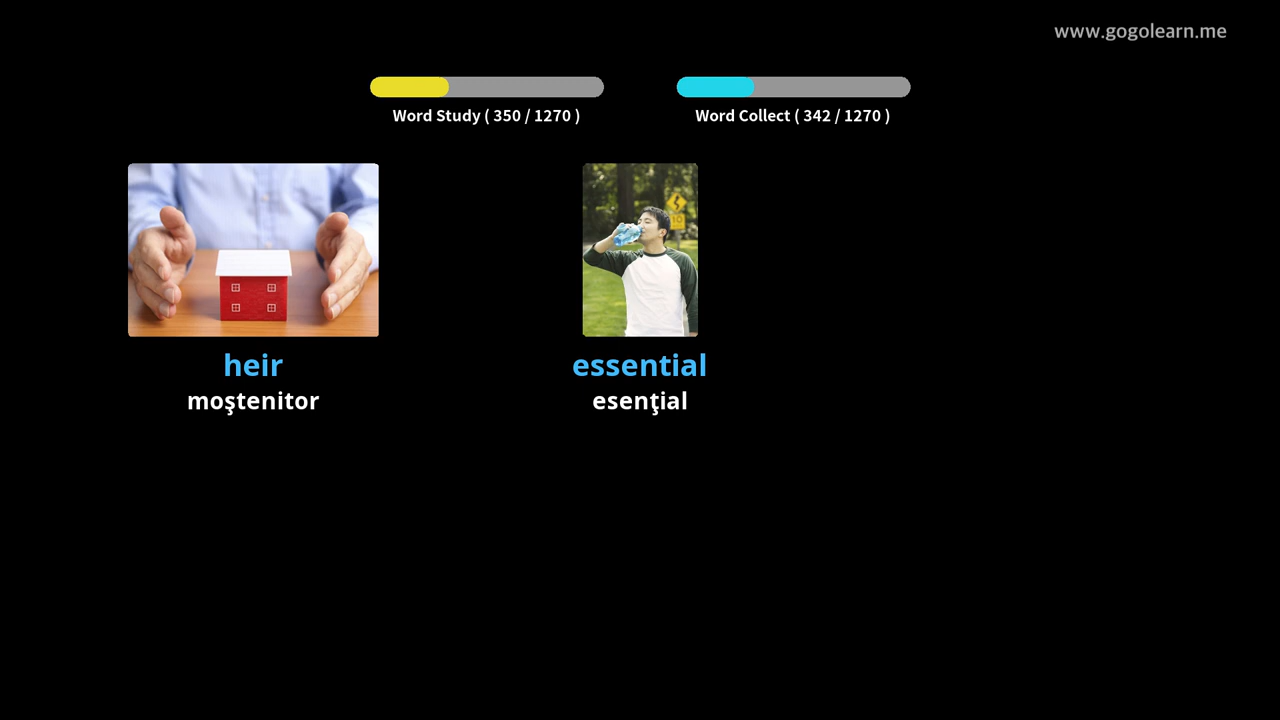 www.gogolearn.me
Word Study ( 350 / 1270 )
Word Collect ( 342 / 1270 )
heir
moştenitor
essential
esenţial